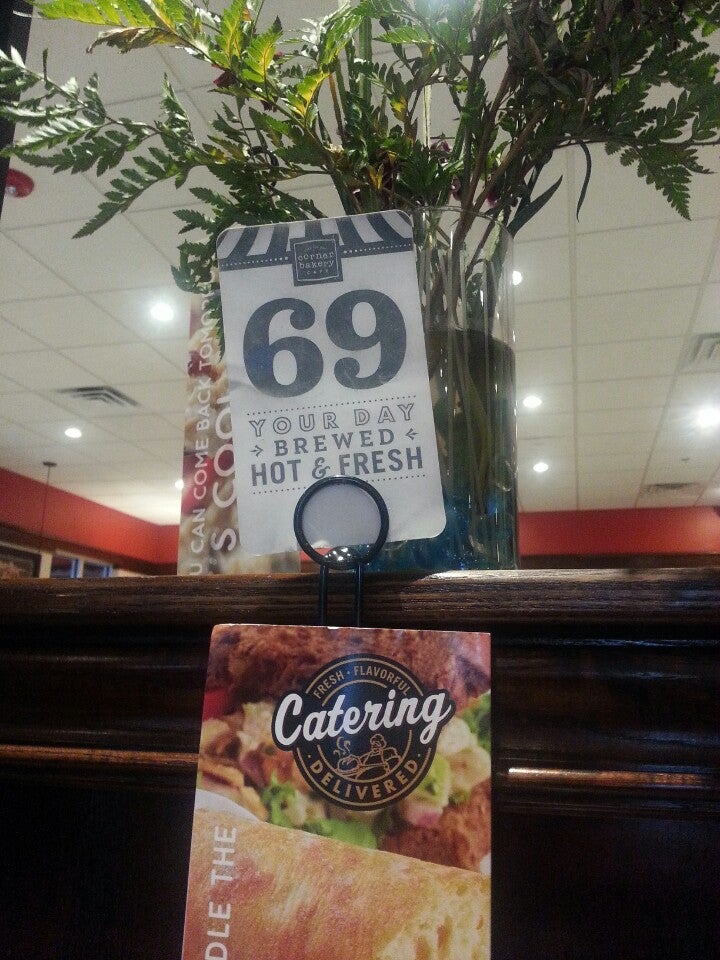 corner
bakery
CAFE
69
YOUR DAY
BREWED
HOT & FRESH
U CAN COME BACK TOMO
S COO
FRESH • FLAVORFUL
Catering
• DELIVERED •
DLE THE